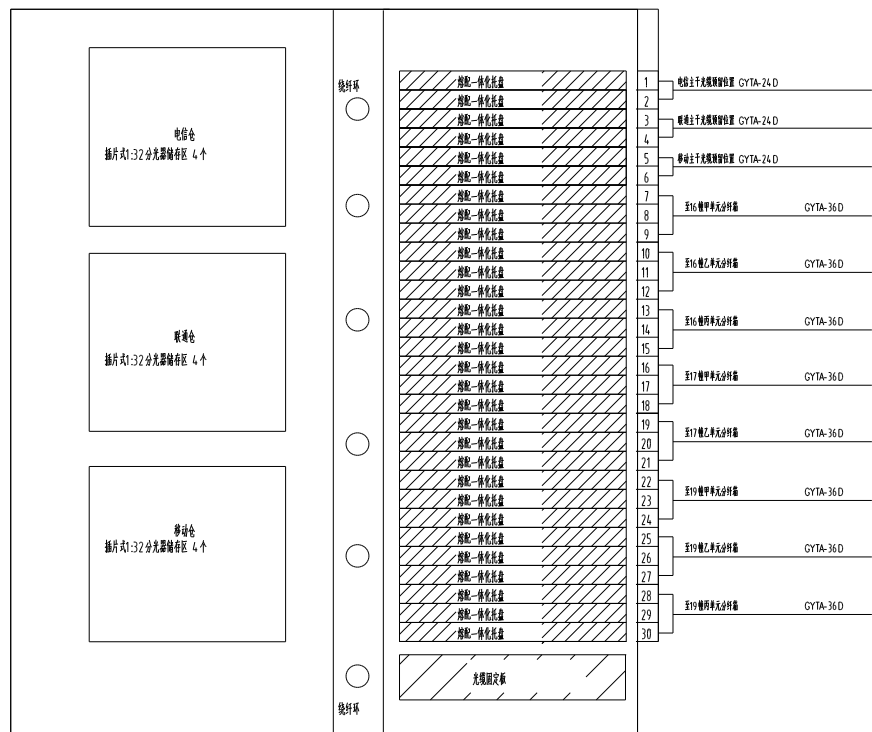 电信仓
插片式1:32分光器储存区 4个
联通仓
插片式1:32分光器储存区 4个
移动仓
插片式1:32分光器储存区 4个
绕纤环
绕纤环
熔配一体化托盘 1
熔配一体化托盘 2
熔配一体化托盘 3
熔配一体化托盘 4
熔配一体化托盘 5
熔配一体化托盘 6
熔配一体化托盘 7
熔配一体化托盘 8
熔配一体化托盘 9
熔配一体化托盘 10
熔配一体化托盘 11
熔配一体化托盘 12
熔配一体化托盘 13
熔配一体化托盘 14
熔配一体化托盘 15
熔配一体化托盘 16
熔配一体化托盘 17
熔配一体化托盘 18
熔配一体化托盘 19
熔配一体化托盘 20
熔配一体化托盘 21
熔配一体化托盘 22
熔配一体化托盘 23
熔配一体化托盘 24
熔配一体化托盘 25
熔配一体化托盘 26
熔配一体化托盘 27
熔配一体化托盘 28
熔配一体化托盘 29
熔配一体化托盘 30
光缆固定板
电信主干光缆预留位置 GYTA-24D
联通主干光缆预留位置 GYTA-24D
移动主干光缆预留位置 GYTA-24D
至16幢甲单元分纤箱 GYTA-36D
至16幢乙单元分纤箱 GYTA-36D
至16幢丙单元分纤箱 GYTA-36D
至17幢甲单元分纤箱 GYTA-36D
至17幢乙单元分纤箱 GYTA-36D
至19幢甲单元分纤箱 GYTA-36D
至19幢乙单元分纤箱 GYTA-36D
至19幢丙单元分纤箱 GYTA-36D